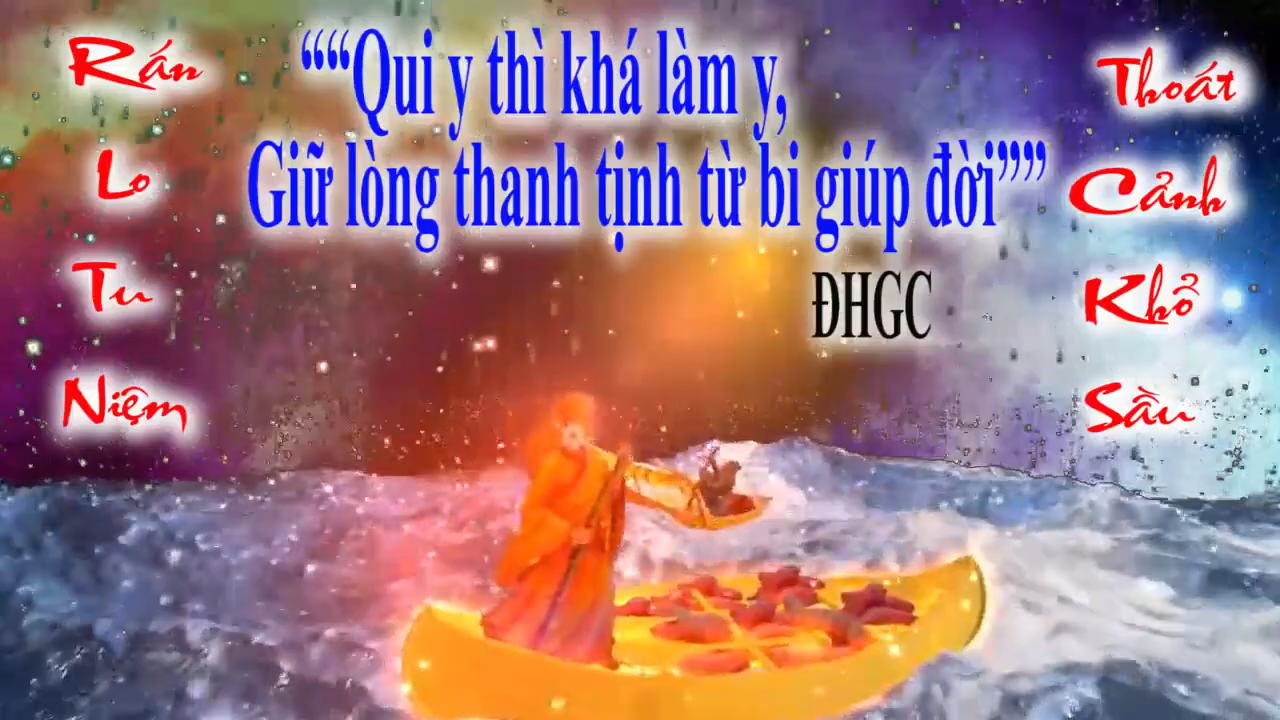 ““Qui y thì khá làm y,
Giữ lòng thanh tịnh từ bi giúp đời””
ĐHGC
Rán
Lo
Tu
Niệm
Thoát
Cảnh
Khổ
Sầu